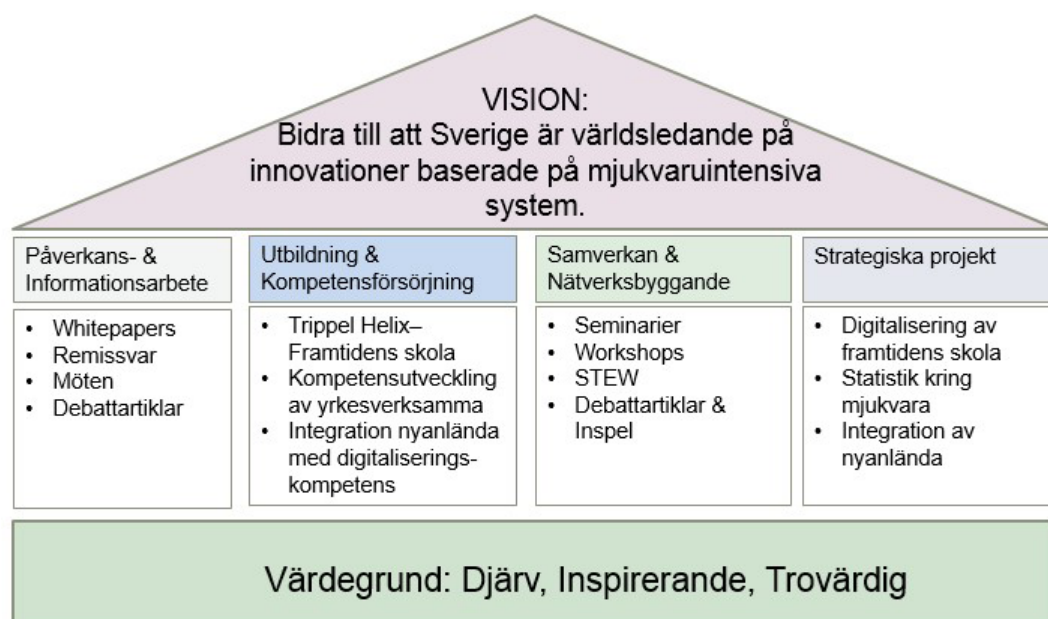 VISION:
Bidra till att Sverige är världsledande på
innovationer baserade på mjukvaruintensiva
system.
Påverkans- &
Informationsarbete
• Whitepapers
• Remissvar
• Möten
• Debattartiklar
Utbildning &
Kompetensförsörjning
• Trippel Helix–
Framtidens skola
• Kompetensutveckling
av yrkesverksamma
• Integration nyanlända
med digitaliserings-
kompetens
Samverkan &
Nätverksbyggande
• Seminarier
• Workshops
• STEW
• Debattartiklar &
Inspel
Strategiska projekt
• Digitalisering av
framtidens skola
• Statistik kring
mjukvara
• Integration av
nyanlända
Värdegrund: Djärv, Inspirerande, Trovärdig